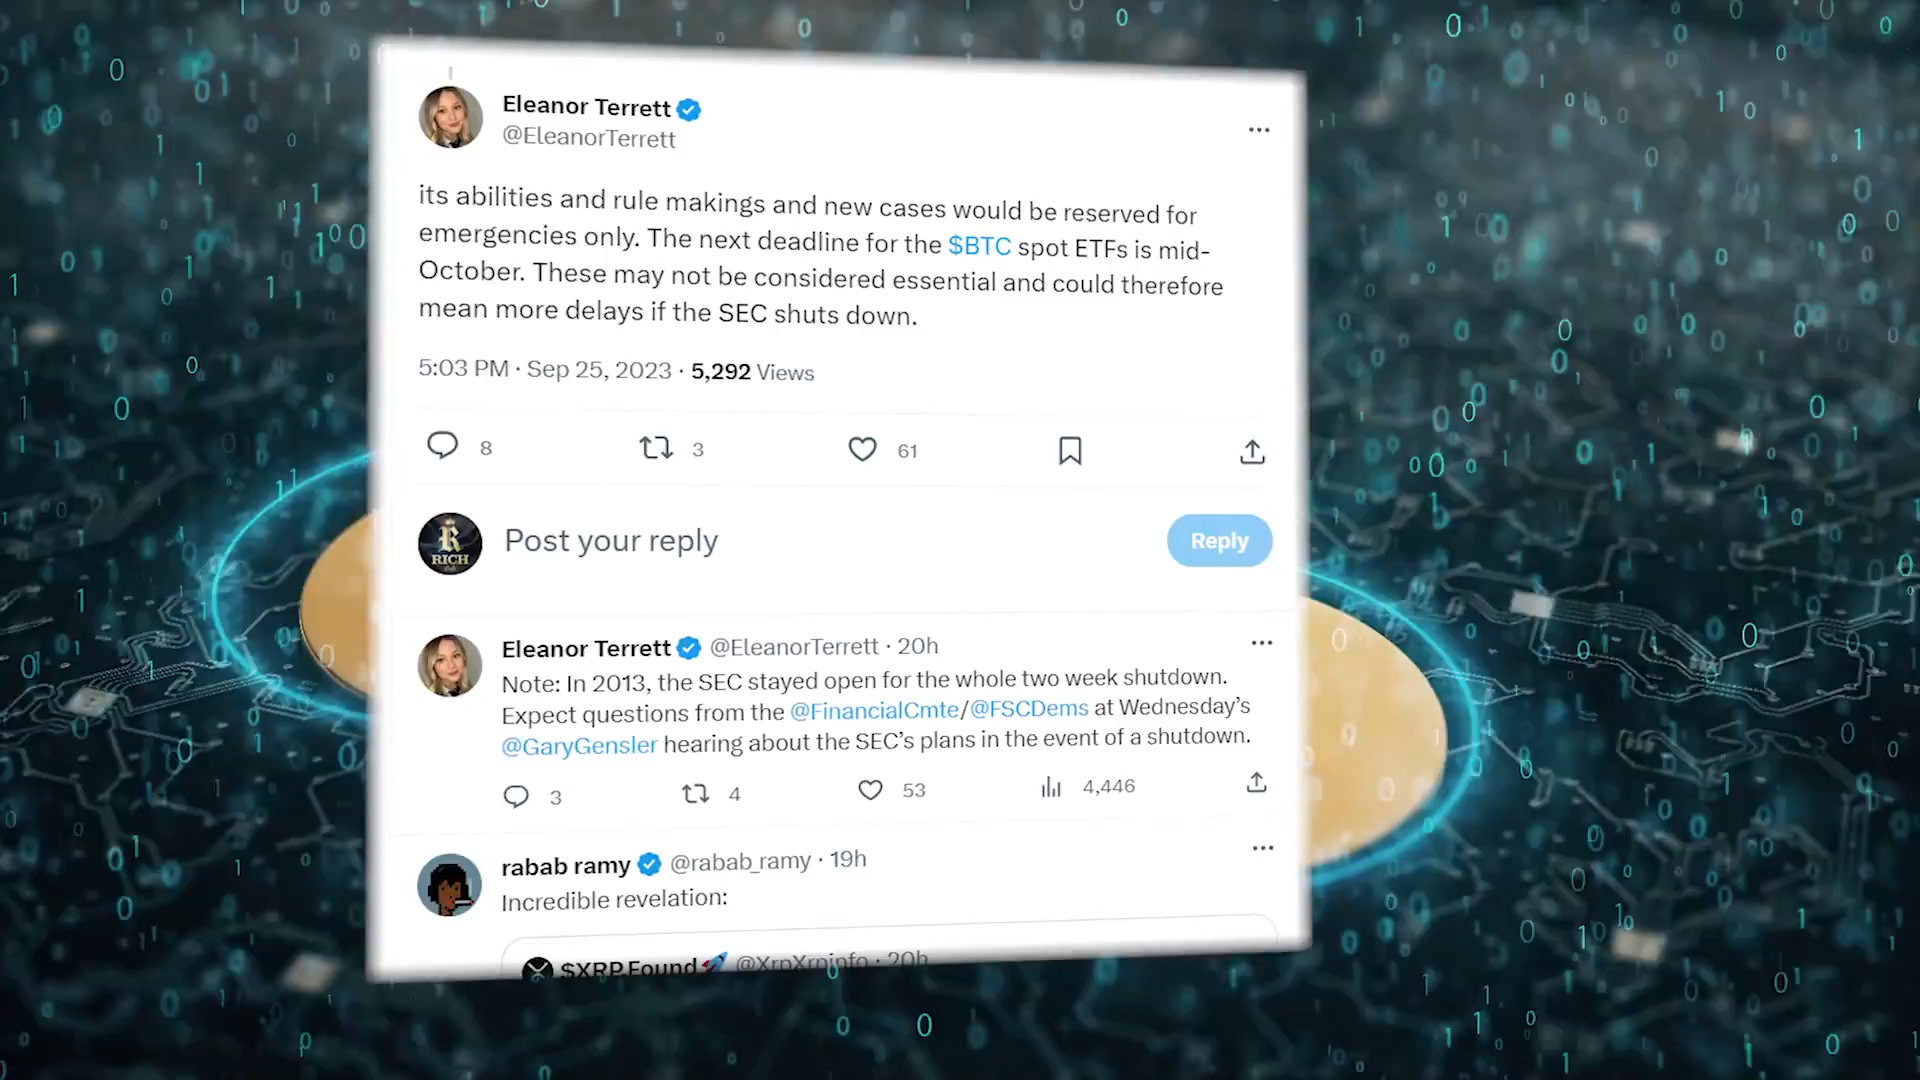 Eleanor Terrett
@EleanorTerrett
its abilities and rule makings and new cases would be reserved for
emergencies only. The next deadline for the $BTC spot ETFs is mid-
October. These may not be considered essential and could therefore
mean more delays if the SEC shuts down.
5:03 PM · Sep 25, 2023 · 5,292 Views
8 3 61
RICH
Post your reply
Reply
Eleanor Terrett @EleanorTerrett · 20h
Note: In 2013, the SEC stayed open for the whole two week shutdown.
Expect questions from the @FinancialCmte/@FSCDems at Wednesday's
@GaryGensler hearing about the SEC's plans in the event of a shutdown.
3 4 53 4,446
rabab ramy @rabab_ramy · 19h
Incredible revelation:
$XRP Found @XrpXrpinfo · 20h